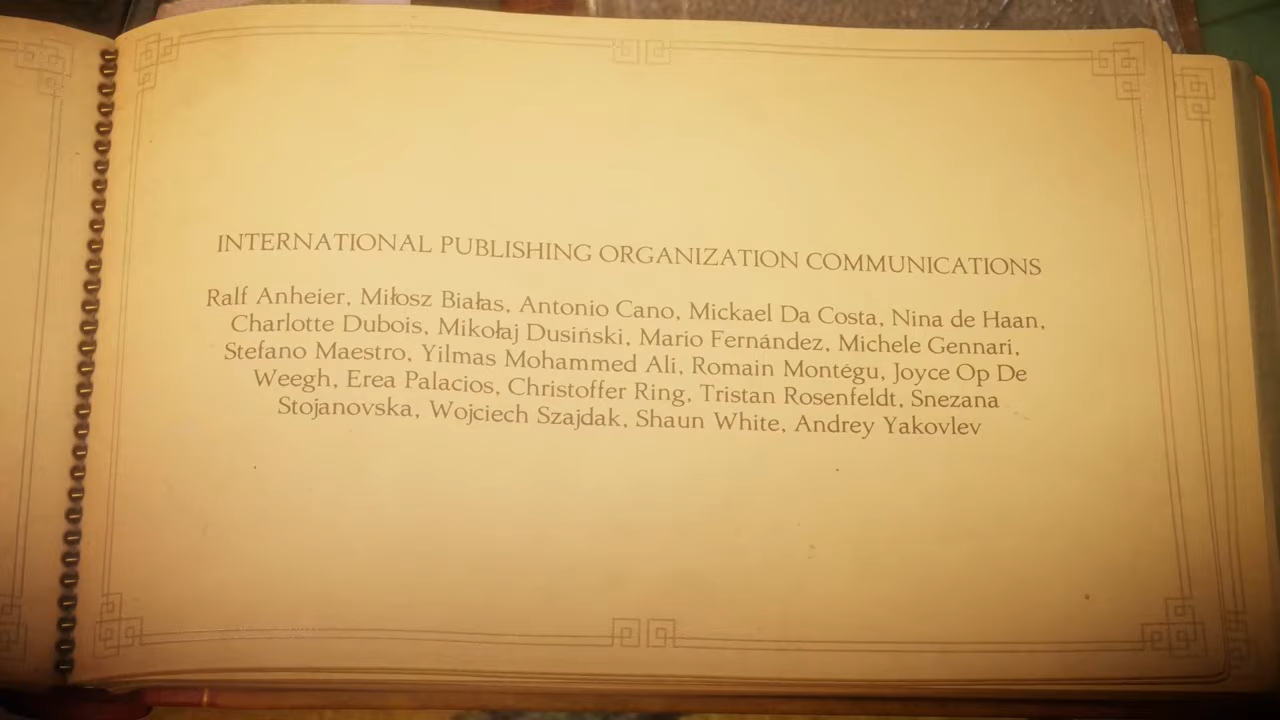 INTERNATIONAL PUBLISHING ORGANIZATION COMMUNICATIONS
Ralf Anheier, Miłosz Białas, Antonio Cano, Mickael Da Costa, Nina de Haan,
Charlotte Dubois, Mikołaj Dusiński, Mario Fernández, Michele Gennari,
Stefano Maestro, Yilmas Mohammed Ali, Romain Montégu, Joyce Op De
Weegh, Erea Palacios, Christoffer Ring, Tristan Rosenfeldt, Snezana
Stojanovska, Wojciech Szajdak, Shaun White, Andrey Yakovlev